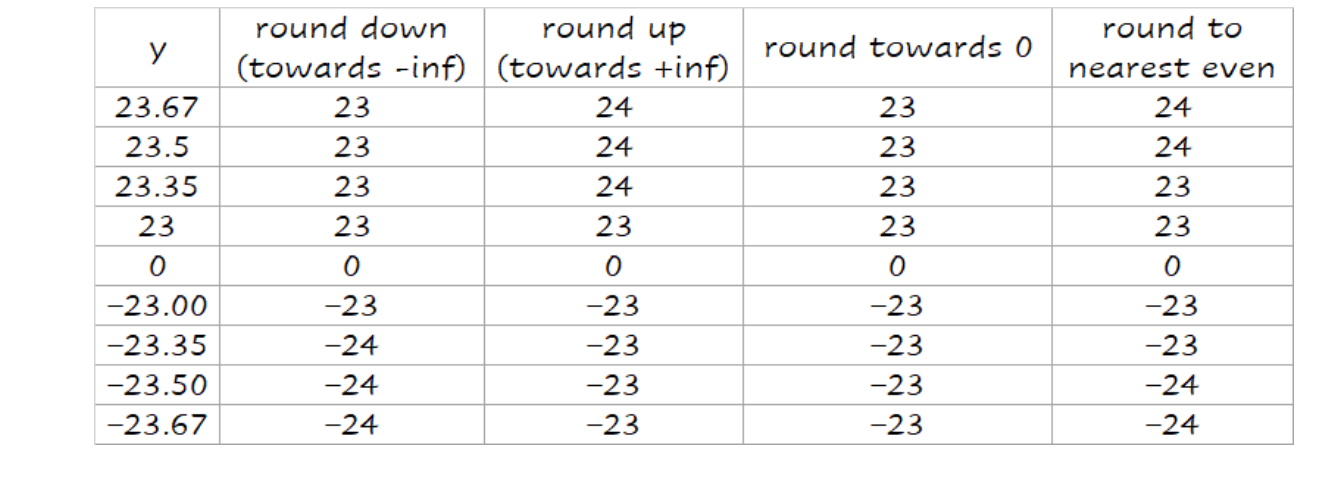 y round down (towards -inf) round up (towards +inf) round towards 0 round to nearest even
23.67 23 24 23 24
23.5 23 24 23 24
23.35 23 24 23 23
23 23 23 23 23
0 0 0 0 0
−23.00 −23 −23 −23 −23
−23.35 −24 −23 −23 −23
−23.50 −24 −23 −23 −24
−23.67 −24 −23 −23 −24